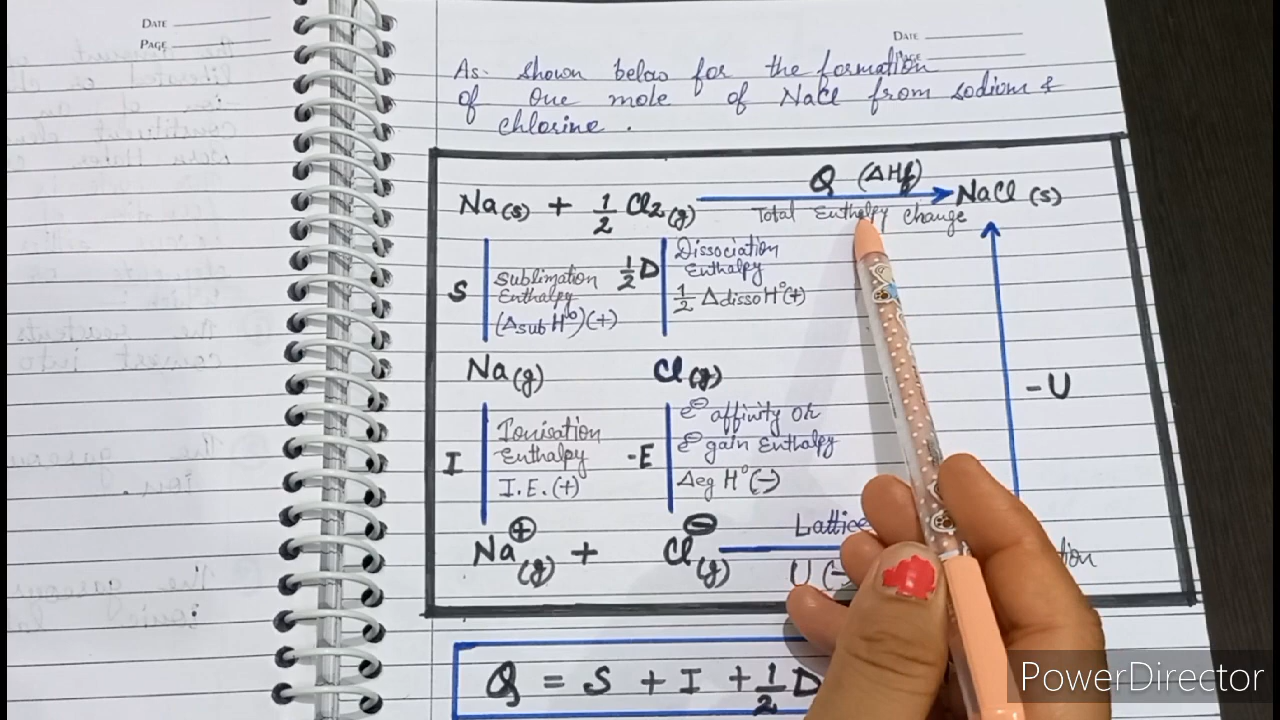 DATE
PAGE
DATE
As shown below for the formation
of one mole of NaCl from sodium &
chlorine.
Na(s) + 1/2 Cl2(g) Q (ΔHf) NaCl(s)
Total Enthalpy change
S Sublimation Enthalpy (ΔsubH°)(+)
1/2 D Dissociation Enthalpy 1/2 ΔdissoH°(+)
Na(g) Cl(g)
-U
I Ionisation Enthalpy I.E.(+)
-E e⊖ affinity or e⊖ gain Enthalpy ΔegH°(-)
Na⊕(g) + Cl⊖(g) Lattice
U (-
Q = S + I + 1/2 D
PowerDirector